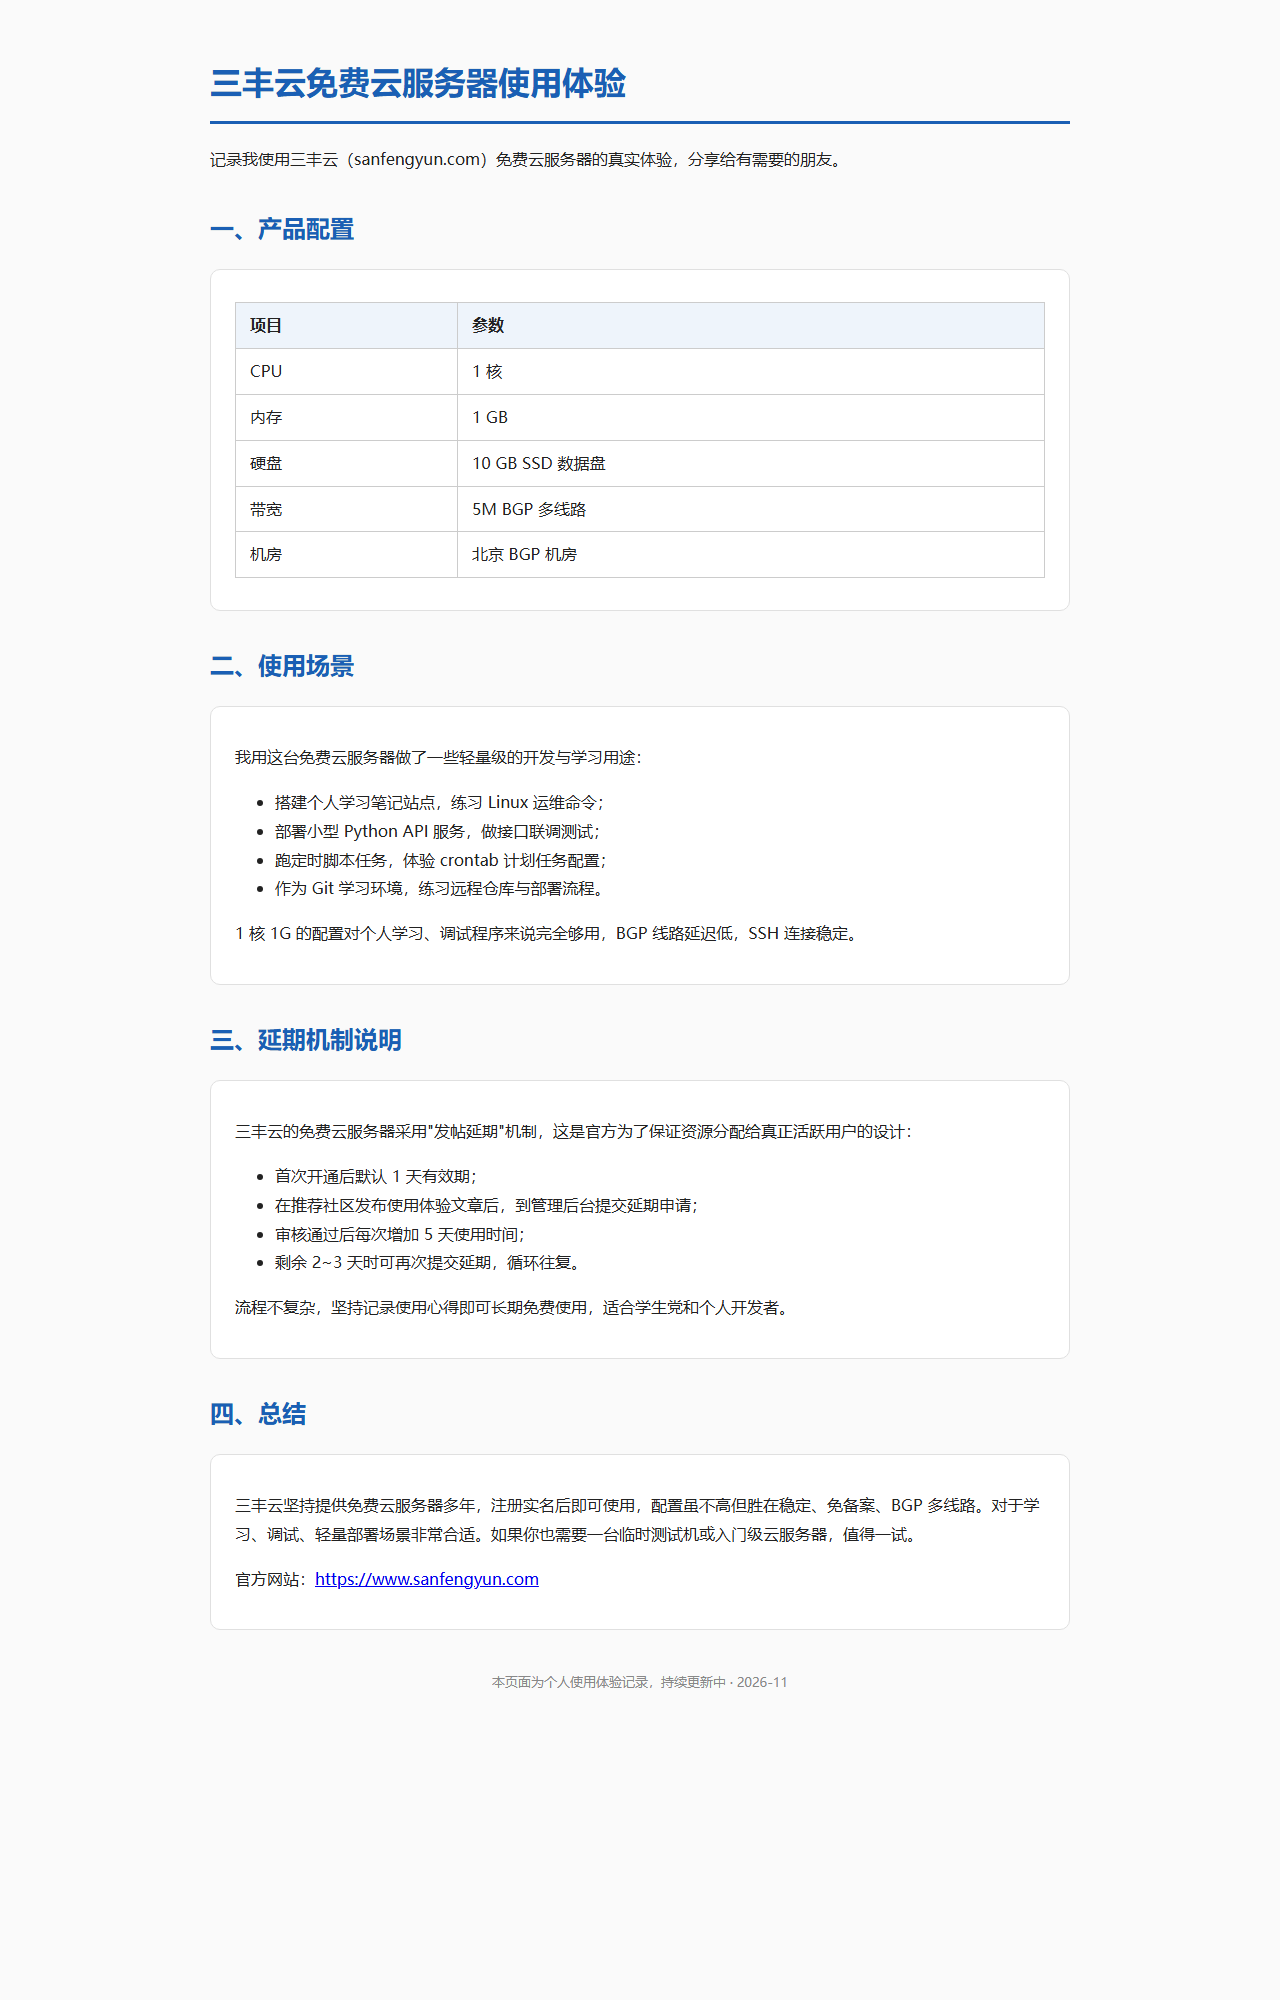 三丰云免费云服务器使用体验
记录我使用三丰云（sanfengyun.com）免费云服务器的真实体验，分享给有需要的朋友。
一、产品配置
项目 参数
CPU 1 核
内存 1 GB
硬盘 10 GB SSD 数据盘
带宽 5M BGP 多线路
机房 北京 BGP 机房
二、使用场景
我用这台免费云服务器做了一些轻量级的开发与学习用途：
• 搭建个人学习笔记站点，练习 Linux 运维命令；
• 部署小型 Python API 服务，做接口联调测试；
• 跑定时脚本任务，体验 crontab 计划任务配置；
• 作为 Git 学习环境，练习远程仓库与部署流程。
1 核 1G 的配置对个人学习、调试程序来说完全够用，BGP 线路延迟低，SSH 连接稳定。
三、延期机制说明
三丰云的免费云服务器采用"发帖延期"机制，这是官方为了保证资源分配给真正活跃用户的设计：
• 首次开通后默认 1 天有效期；
• 在推荐社区发布使用体验文章后，到管理后台提交延期申请；
• 审核通过后每次增加 5 天使用时间；
• 剩余 2~3 天时可再次提交延期，循环往复。
流程不复杂，坚持记录使用心得即可长期免费使用，适合学生党和个人开发者。
四、总结
三丰云坚持提供免费云服务器多年，注册实名后即可使用，配置虽不高但胜在稳定、免备案、BGP 多线路。对于学
习、调试、轻量部署场景非常合适。如果你也需要一台临时测试机或入门级云服务器，值得一试。
官方网站：https://www.sanfengyun.com
本页面为个人使用体验记录，持续更新中 · 2026-11